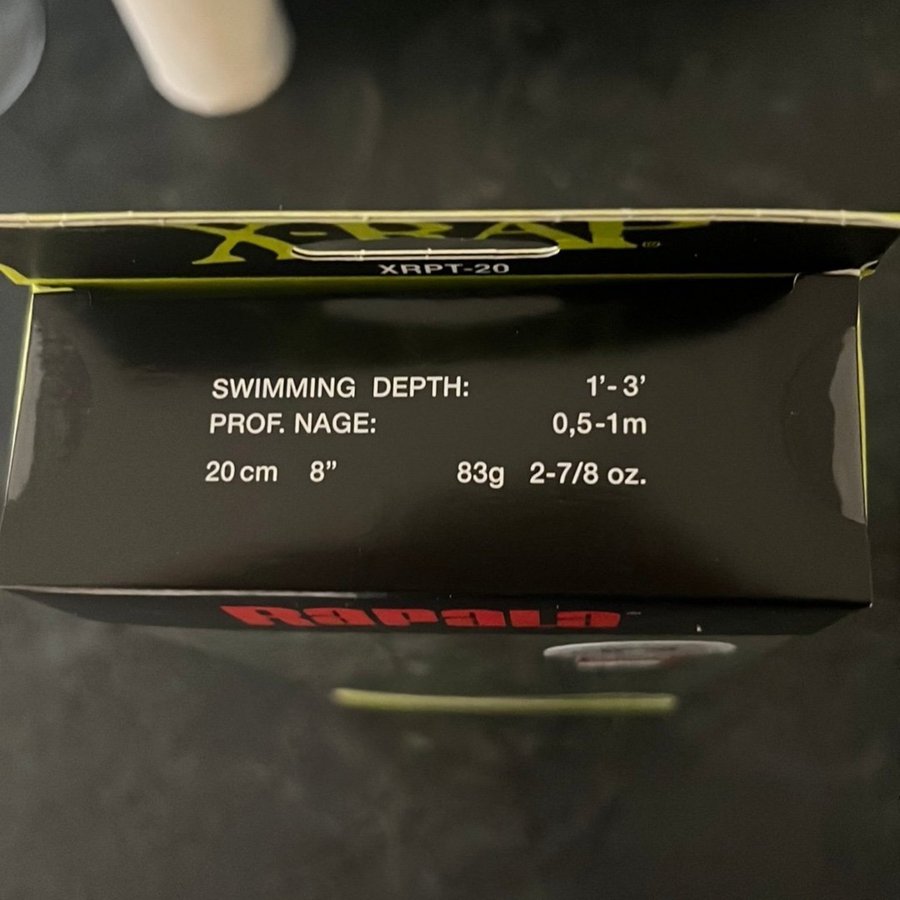 X-RAP®
XRPT-20
SWIMMING DEPTH: 1’-3’
PROF. NAGE: 0,5-1m
20 cm 8” 83g 2-7/8 oz.
Rapala